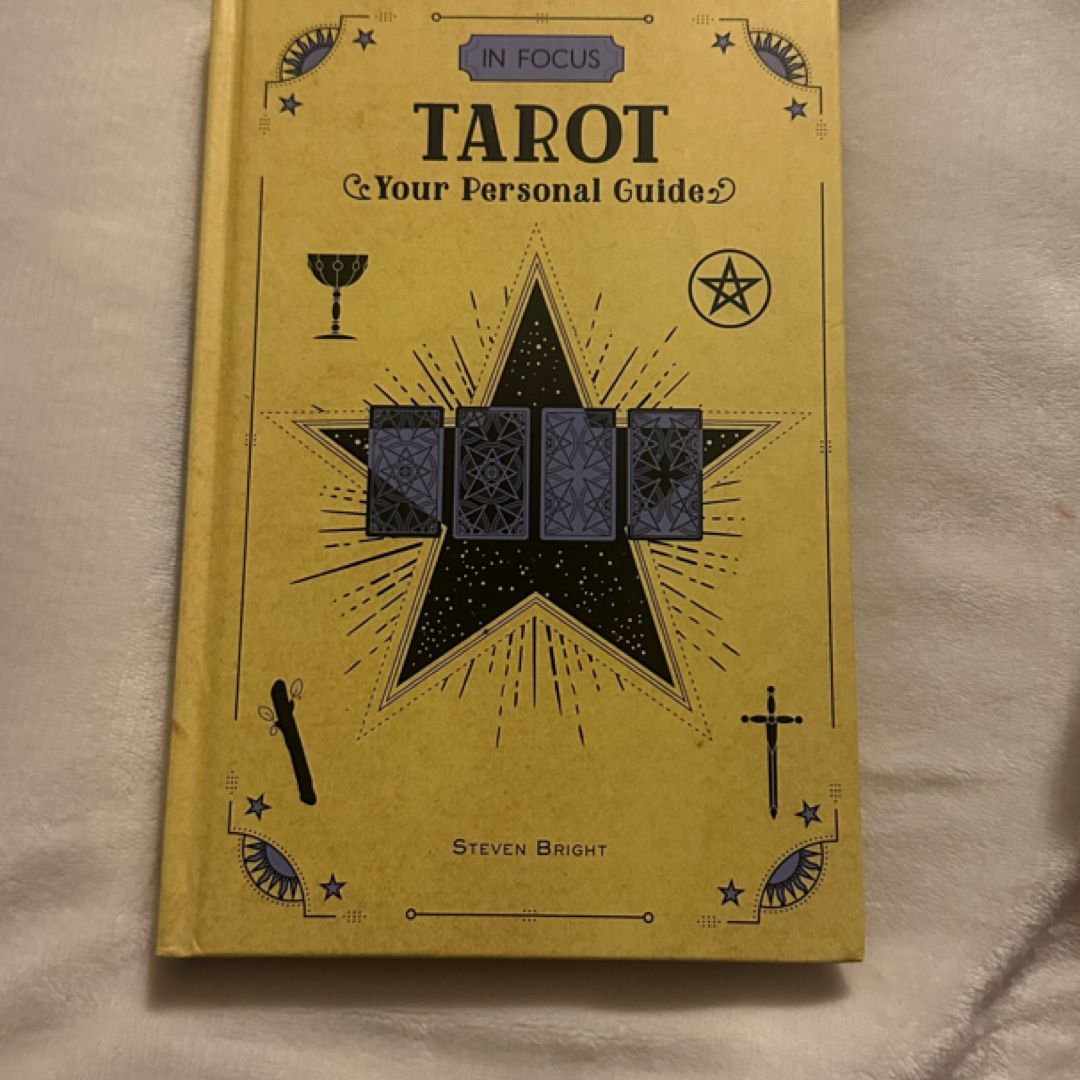 IN FOCUS
TAROT
Your Personal Guide
STEVEN BRIGHT